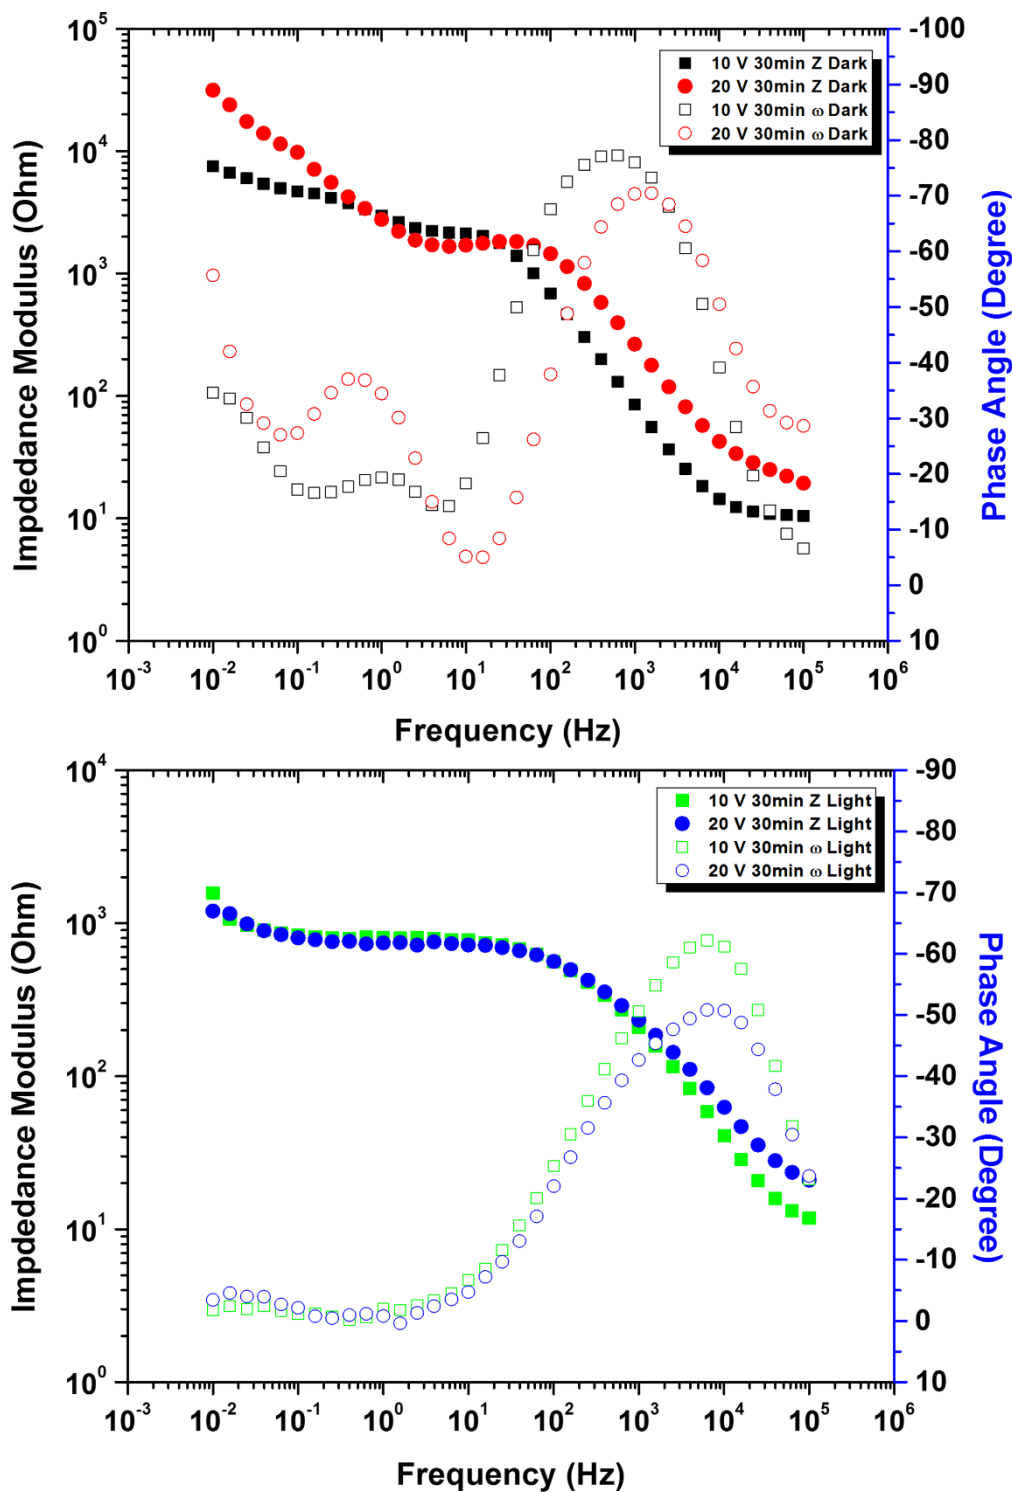 10^5
10^4
10^3
10^2
10^1
10^0
Impdedance Modulus (Ohm)
10 V 30min Z Dark
20 V 30min Z Dark
10 V 30min ω Dark
20 V 30min ω Dark
-100
-90
-80
-70
-60
-50
-40
-30
-20
-10
0
10
Phase Angle (Degree)
10^-3 10^-2 10^-1 10^0 10^1 10^2 10^3 10^4 10^5 10^6
Frequency (Hz)
10^4
10^3
10^2
10^1
10^0
Impdedance Modulus (Ohm)
10 V 30min Z Light
20 V 30min Z Light
10 V 30min ω Light
20 V 30min ω Light
-90
-80
-70
-60
-50
-40
-30
-20
-10
0
10
Phase Angle (Degree)
10^-3 10^-2 10^-1 10^0 10^1 10^2 10^3 10^4 10^5 10^6
Frequency (Hz)